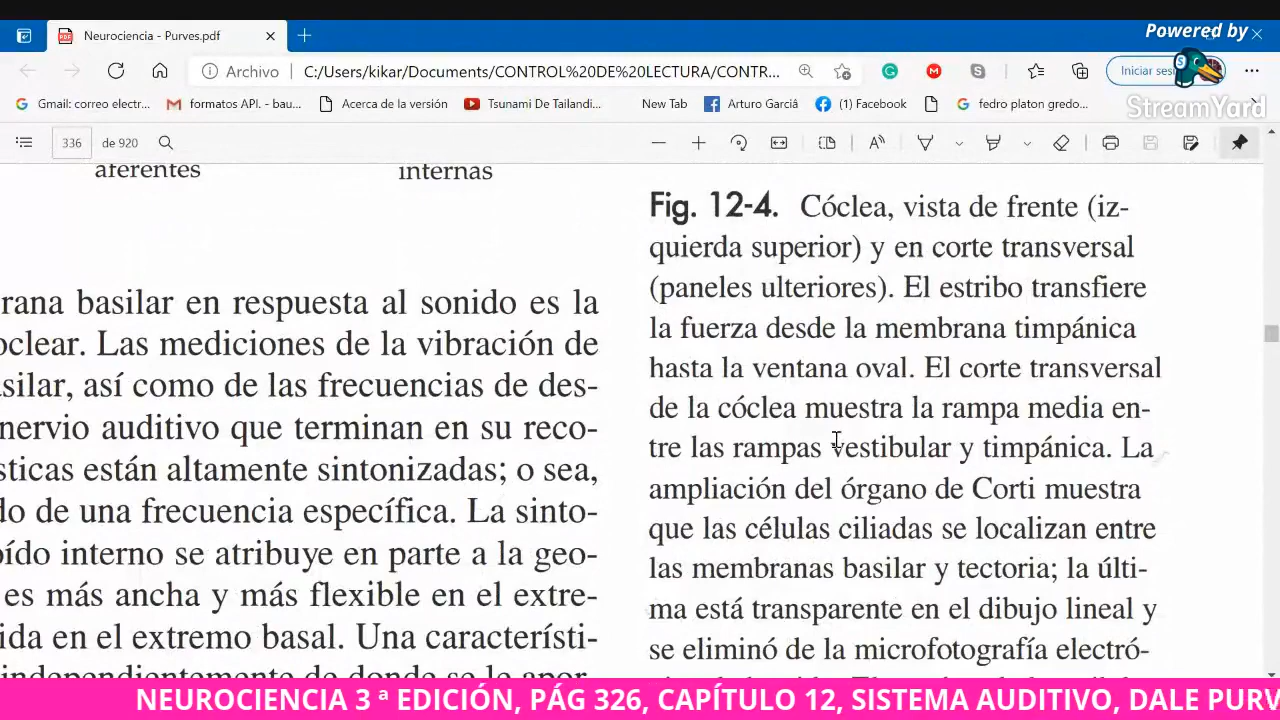 Powered by
Neurociencia - Purves.pdf
Archivo
C:/Users/kikar/Documents/CONTROL%20DE%20LECTURA/CONTR...
Iniciar
StreamYard
Gmail: correo electr...
formatos API. - bau...
Acerca de la versió
Tsunami De Tailandi...
New Tab
Arturo Garciâ
(1) Facebook
fedro platon gredo...
336
de 920
aferentes
internas
rana basilar en respuesta al sonido es la
oclear. Las mediciones de la vibración de
asilar, así como de las frecuencias de des-
nervio auditivo que terminan en su reco-
sticas están altamente sintonizadas; o sea,
do de una frecuencia específica. La sinto-
oído interno se atribuye en parte a la geo-
es más ancha y más flexible en el extre-
ida en el extremo basal. Una característi-
independientemente de donde se le apor-
Fig. 12-4. Cóclea, vista de frente (iz-
quierda superior) y en corte transversal
(paneles ulteriores). El estribo transfiere
la fuerza desde la membrana timpánica
hasta la ventana oval. El corte transversal
de la cóclea muestra la rampa media en-
tre las rampas vestibular y timpánica. La
ampliación del órgano de Corti muestra
que las células ciliadas se localizan entre
las membranas basilar y tectoria; la últi-
ma está transparente en el dibujo lineal y
se eliminó de la microfotografía electró-
NEUROCIENCIA 3 ª EDICIÓN, PÁG 326, CAPÍTULO 12, SISTEMA AUDITIVO, DALE PURV